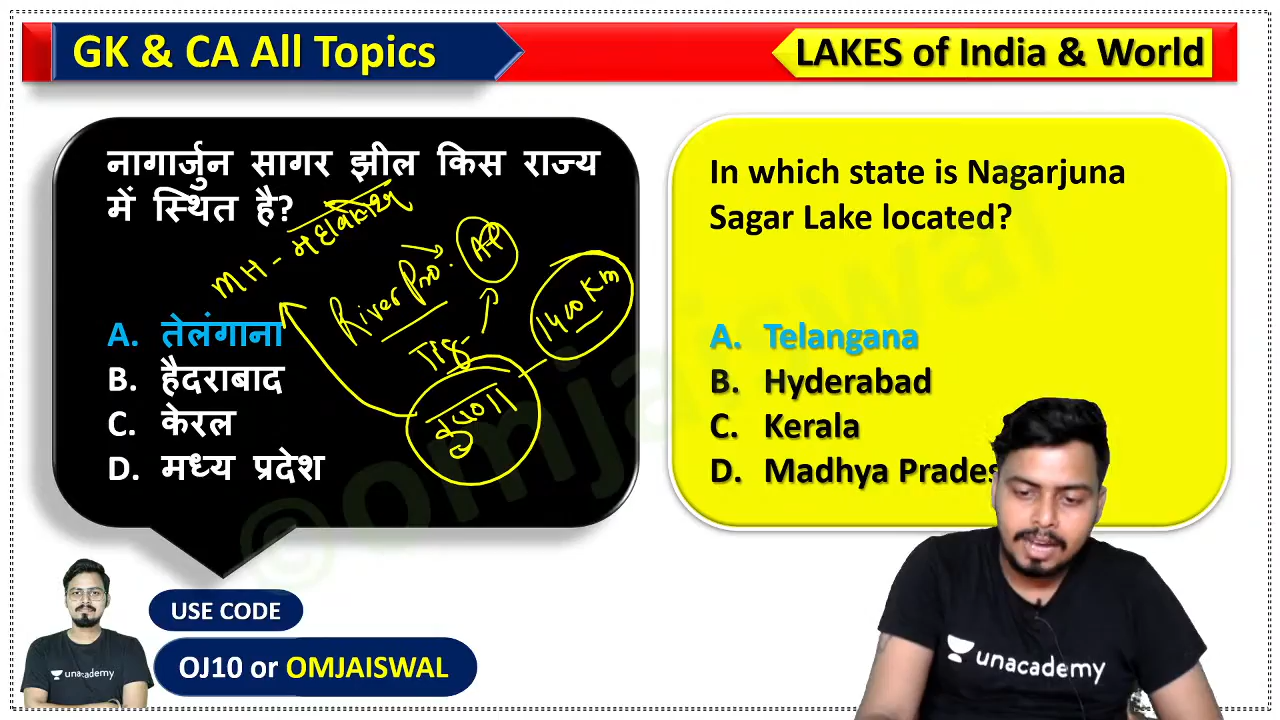 GK & CA All Topics
LAKES of India & World
नागार्जुन सागर झील किस राज्य
में स्थित है?
MH -
River Pro. AP
1400 Km
कृष्णा
A. तेलंगाना
B. हैदराबाद
C. केरल
D. मध्य प्रदेश
In which state is Nagarjuna
Sagar Lake located?
A. Telangana
B. Hyderabad
C. Kerala
D. Madhya Prades
©omjaiswal
USE CODE
OJ10 or OMJAISWAL
unacademy
unacademy